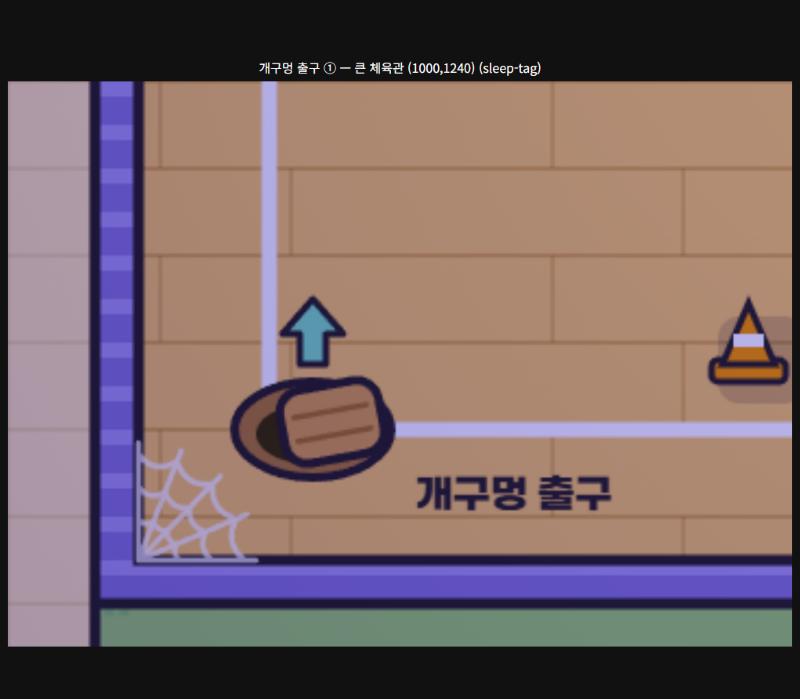 개구멍 출구 ① — 큰 체육관 (1000,1240) (sleep-tag)
개구멍 출구